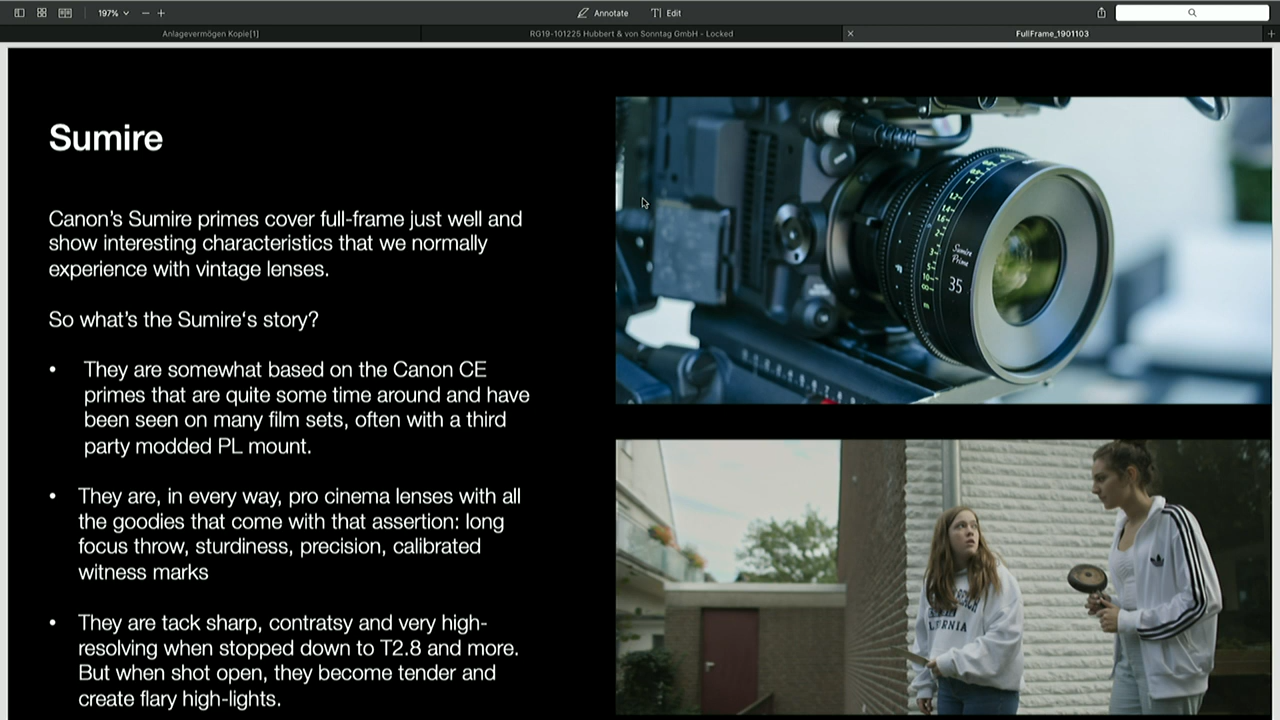 197%
Annotate
Edit
Anlagevermögen Kopie[1]
RG19-101225 Hubbert & von Sonntag GmbH - Locked
FullFrame_1901103
Sumire
Canon's Sumire primes cover full-frame just well and
show interesting characteristics that we normally
experience with vintage lenses.
So what's the Sumire‘s story?
• They are somewhat based on the Canon CE
primes that are quite some time around and have
been seen on many film sets, often with a third
party modded PL mount.
• They are, in every way, pro cinema lenses with all
the goodies that come with that assertion: long
focus throw, sturdiness, precision, calibrated
witness marks
• They are tack sharp, contratsy and very high-
resolving when stopped down to T2.8 and more.
But when shot open, they become tender and
create flary high-lights.
Sumire
Prime
35